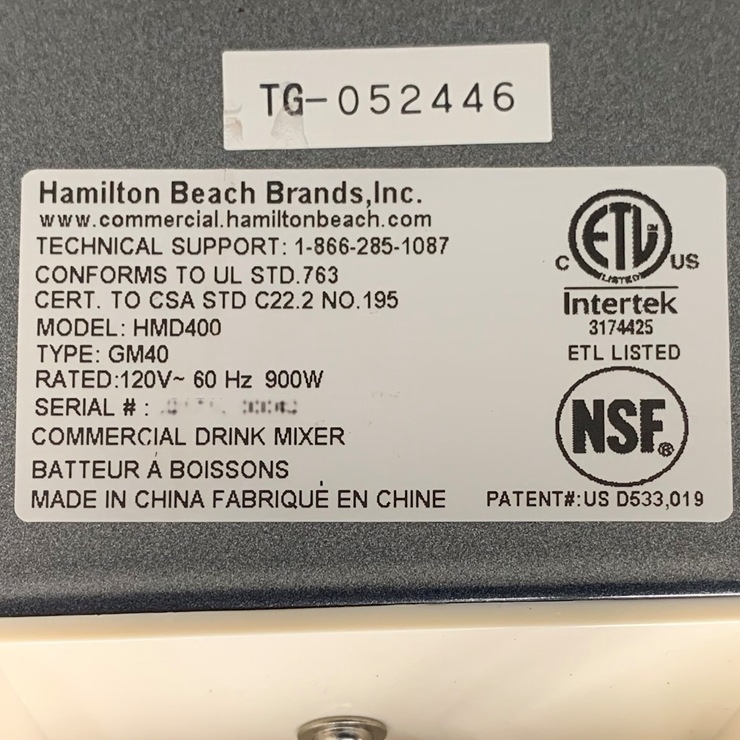 TG-052446
Hamilton Beach Brands,Inc.
www.commercial.hamiltonbeach.com
TECHNICAL SUPPORT: 1-866-285-1087
CONFORMS TO UL STD.763
CERT. TO CSA STD C22.2 NO.195
MODEL: HMD400
TYPE: GM40
RATED:120V~ 60 Hz 900W
SERIAL # :
COMMERCIAL DRINK MIXER
BATTEUR À BOISSONS
MADE IN CHINA FABRIQUÉ EN CHINE
ETL
LISTED
C US
Intertek
3174425
ETL LISTED
NSF®
PATENT#:US D533,019